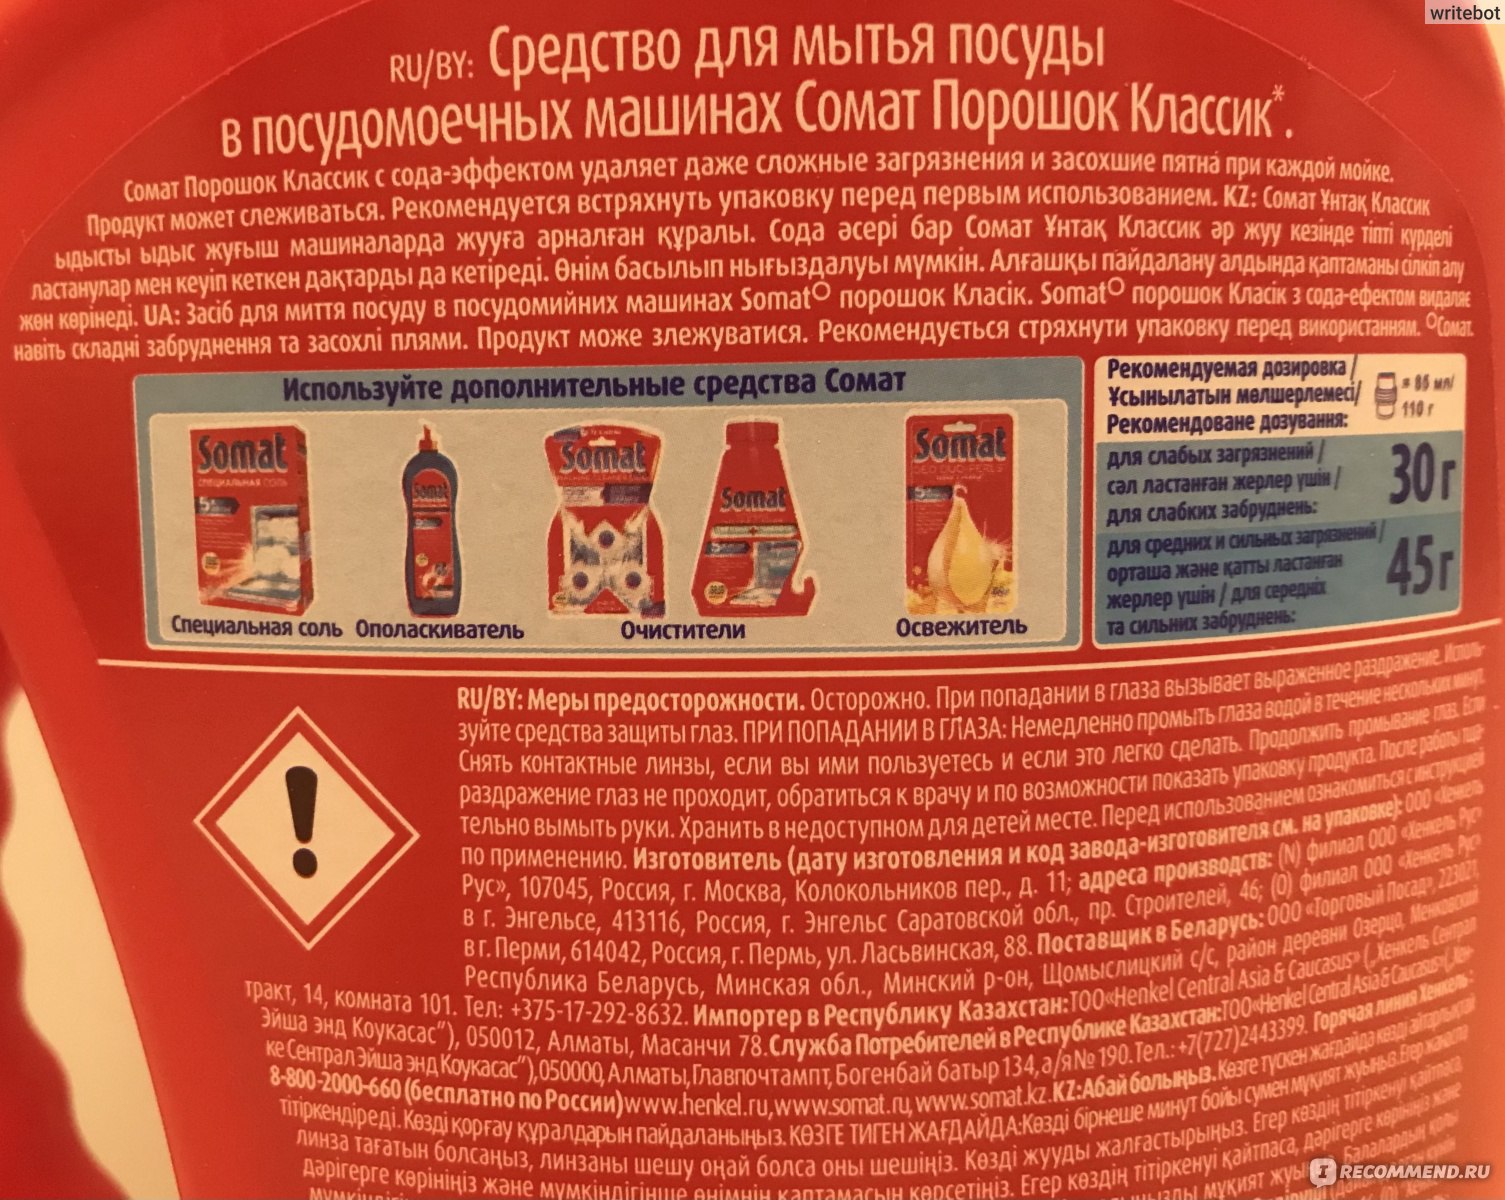 writebot
RU/BY: Средство для мытья посуды
в посудомоечных машинах Сомат Порошок Классик*.
Сомат Порошок Классик с сода-эффектом удаляет даже сложные загрязнения и засохшие пятна при каждой мойке.
Продукт может слеживаться. Рекомендуется встряхнуть упаковку перед первым использованием. KZ: Сомат Ұнтақ Классик
ыдысты ыдыс жуғыш машиналарда жууға арналған құралы. Сода әсері бар Сомат Ұнтақ Классик әр жуу кезінде тіпті күрделі
ластанулар мен кеуіп кеткен дақтарды да кетіреді. Өнім басылып нығыздалуы мүмкін. Алғашқы пайдалану алдында қаптаманы сілкіп алу
жөн көрінеді. UA: Засіб для миття посуду в посудомийних машинах Somat° порошок Класік. Somat° порошок Класік з сода-ефектом видаляє
навіть складні забруднення та засохлі плями. Продукт може злежуватися. Рекомендується стряхнути упаковку перед використанням. °Сомат.
Используйте дополнительные средства Сомат
Somat
СПЕЦИАЛЬНАЯ СОЛЬ
Somat
Somat
Somat
Somat
Специальная соль Ополаскиватель Очистители Освежитель
Рекомендуемая дозировка/
Ұсынылатын мөлшерлемесі/
Рекомендоване дозування:
= 85 мл/
110 г
для слабых загрязнений /
сәл ластанған жерлер үшін /
для слабких забруднень:
30 г
для средних и сильных загрязнений /
орташа және қатты ластанған
жерлер үшін / для середніх
та сильних забруднень:
45 г
RU/BY: Меры предосторожности. Осторожно. При попадании в глаза вызывает выраженное раздражение. Исполь-
зуйте средства защиты глаз. ПРИ ПОПАДАНИИ В ГЛАЗА: Немедленно промыть глаза водой в течение нескольких минут.
Снять контактные линзы, если вы ими пользуетесь и если это легко сделать. Продолжить промывание глаз. Если
раздражение глаз не проходит, обратиться к врачу и по возможности показать упаковку продукта. После работы тща-
тельно вымыть руки. Хранить в недоступном для детей месте. Перед использованием ознакомиться с инструкцией
по применению. Изготовитель (дату изготовления и код завода-изготовителя см. на упаковке): ООО «Хенкель
Рус», 107045, Россия, г. Москва, Колокольников пер., д. 11; адреса производств: (N) филиал ООО «Хенкель Рус»
в г. Энгельсе, 413116, Россия, г. Энгельс Саратовской обл., пр. Строителей, 46; (O) филиал ООО «Хенкель Рус»
в г. Перми, 614042, Россия, г. Пермь, ул. Ласьвинская, 88. Поставщик в Беларусь: ООО «Торговый Посад», 223021,
Республика Беларусь, Минская обл., Минский р-он, Щомыслицкий с/с, район деревни Озерцо, Менковский
тракт, 14, комната 101. Тел: +375-17-292-8632. Импортер в Республику Казахстан: ТОО«Henkel Central Asia & Caucasus» („Хенкель Сентрал
Эйша энд Коукасас“), 050012, Алматы, Масанчи 78. Служба Потребителей в Республике Казахстан: ТОО«Henkel Central Asia & Caucasus» („Хен-
ке Сентрал Эйша энд Коукасас“), 050000, Алматы, Главпочтампт, Богенбай батыр 134, а/я № 190. Тел.: +7(727)2443399. Горячая линия Хенкель:
8-800-2000-660 (бесплатно по России) www.henkel.ru, www.somat.ru, www.somat.kz. KZ: Абай болыңыз. Көзге түскен жағдайда көзді айтарлықтай
тітіркендіреді. Көзді қорғау құралдарын пайдаланыңыз. КӨЗГЕ ТИГЕН ЖАҒДАЙДА: Көзді бірнеше минут бойы сумен мұқият жуыңыз. Егер жанаспа
линза тағатын болсаңыз, линзаны шешу оңай болса оны шешіңіз. Көзді жууды жалғастырыңыз. Егер көздің тітіркенуі қайтпаса,
дәрігерге көрініңіз және мүмкіндігінше өнімнің қаптамасын көрсетіңіз. Егер көздің тітіркенуі қайтпаса, дәрігерге көрініңіз және
RECOMMEND.RU